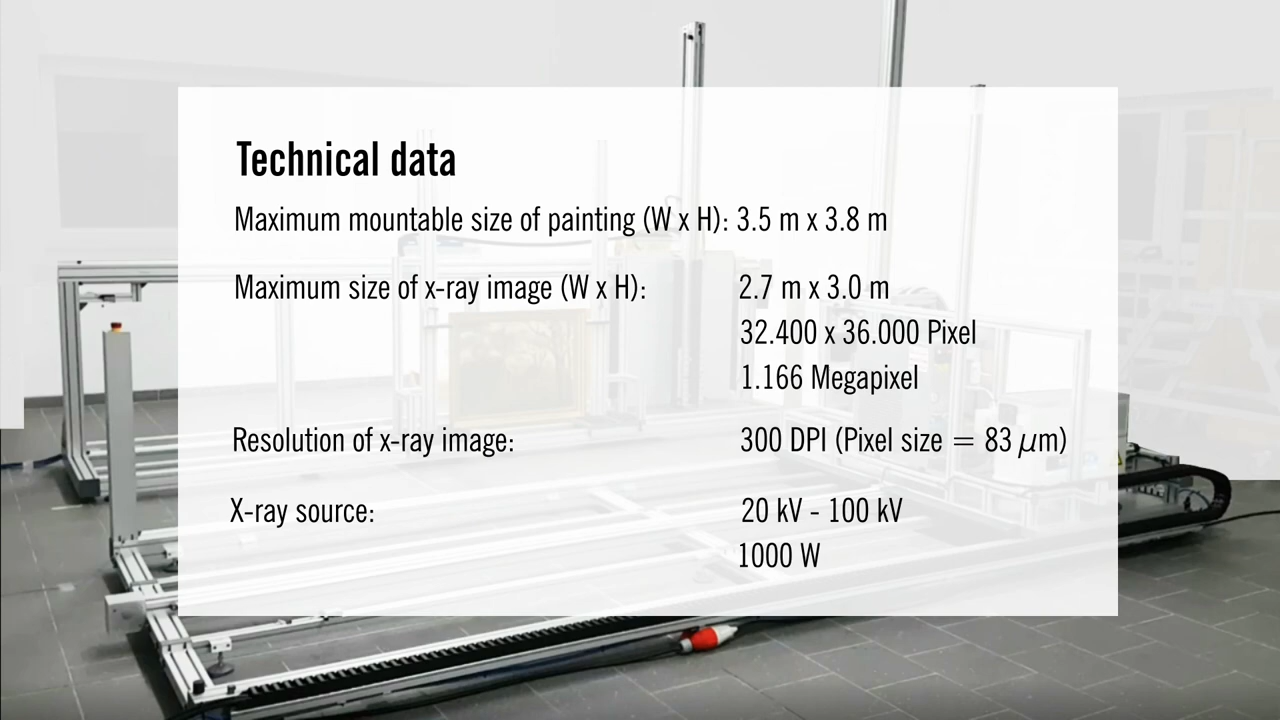 Technical data
Maximum mountable size of painting (W x H): 3.5 m x 3.8 m
Maximum size of x-ray image (W x H): 2.7 m x 3.0 m
32.400 x 36.000 Pixel
1.166 Megapixel
Resolution of x-ray image: 300 DPI (Pixel size = 83 μm)
X-ray source: 20 kV - 100 kV
1000 W